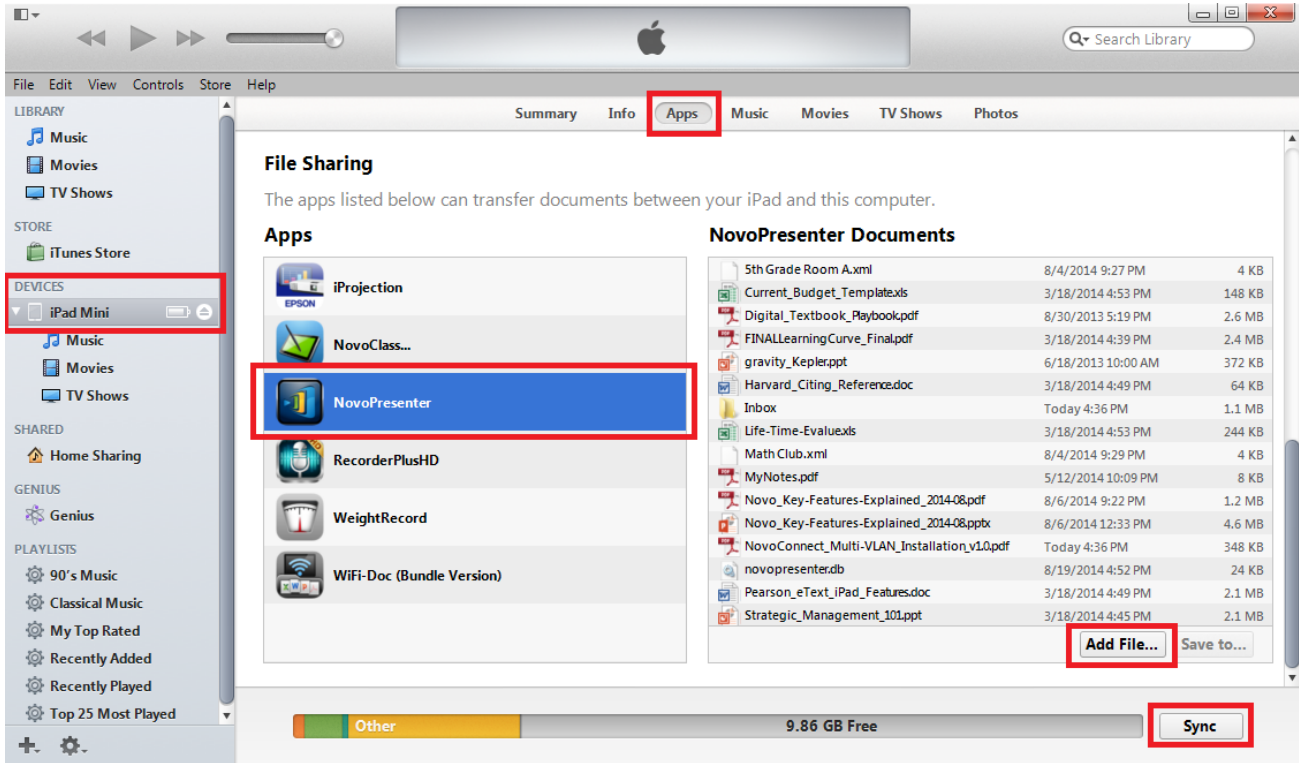 Search Library
File Edit View Controls Store Help
LIBRARY
Music
Movies
TV Shows
STORE
iTunes Store
DEVICES
iPad Mini
Music
Movies
TV Shows
SHARED
Home Sharing
GENIUS
Genius
PLAYLISTS
90's Music
Classical Music
My Top Rated
Recently Added
Recently Played
Top 25 Most Played
Summary Info Apps Music Movies TV Shows Photos
File Sharing
The apps listed below can transfer documents between your iPad and this computer.
Apps
EPSON
iProjection
NovoClass...
NovoPresenter
RecorderPlusHD
WeightRecord
WiFi-Doc (Bundle Version)
NovoPresenter Documents
5th Grade Room A.xml 8/4/2014 9:27 PM 4 KB
Current_Budget_Template.xls 3/18/2014 4:53 PM 148 KB
Digital_Textbook_Playbook.pdf 8/30/2013 5:19 PM 2.6 MB
FINALLearningCurve_Final.pdf 3/18/2014 4:39 PM 2.4 MB
gravity_Kepler.ppt 6/18/2013 10:00 AM 372 KB
Harvard_Citing_Reference.doc 3/18/2014 4:49 PM 64 KB
Inbox Today 4:36 PM 1.1 MB
Life-Time-Evalue.xls 3/18/2014 4:53 PM 244 KB
Math Club.xml 8/4/2014 9:29 PM 4 KB
MyNotes.pdf 5/12/2014 10:09 PM 8 KB
Novo_Key-Features-Explained_2014-08.pdf 8/6/2014 9:22 PM 1.2 MB
Novo_Key-Features-Explained_2014-08.pptx 8/6/2014 12:33 PM 4.6 MB
NovoConnect_Multi-VLAN_Installation_v1.0.pdf Today 4:36 PM 348 KB
novopresenter.db 8/19/2014 4:52 PM 24 KB
Pearson_eText_iPad_Features.doc 3/18/2014 4:49 PM 2.1 MB
Strategic_Management_101.ppt 3/18/2014 4:45 PM 2.1 MB
Add File... Save to...
Other 9.86 GB Free Sync